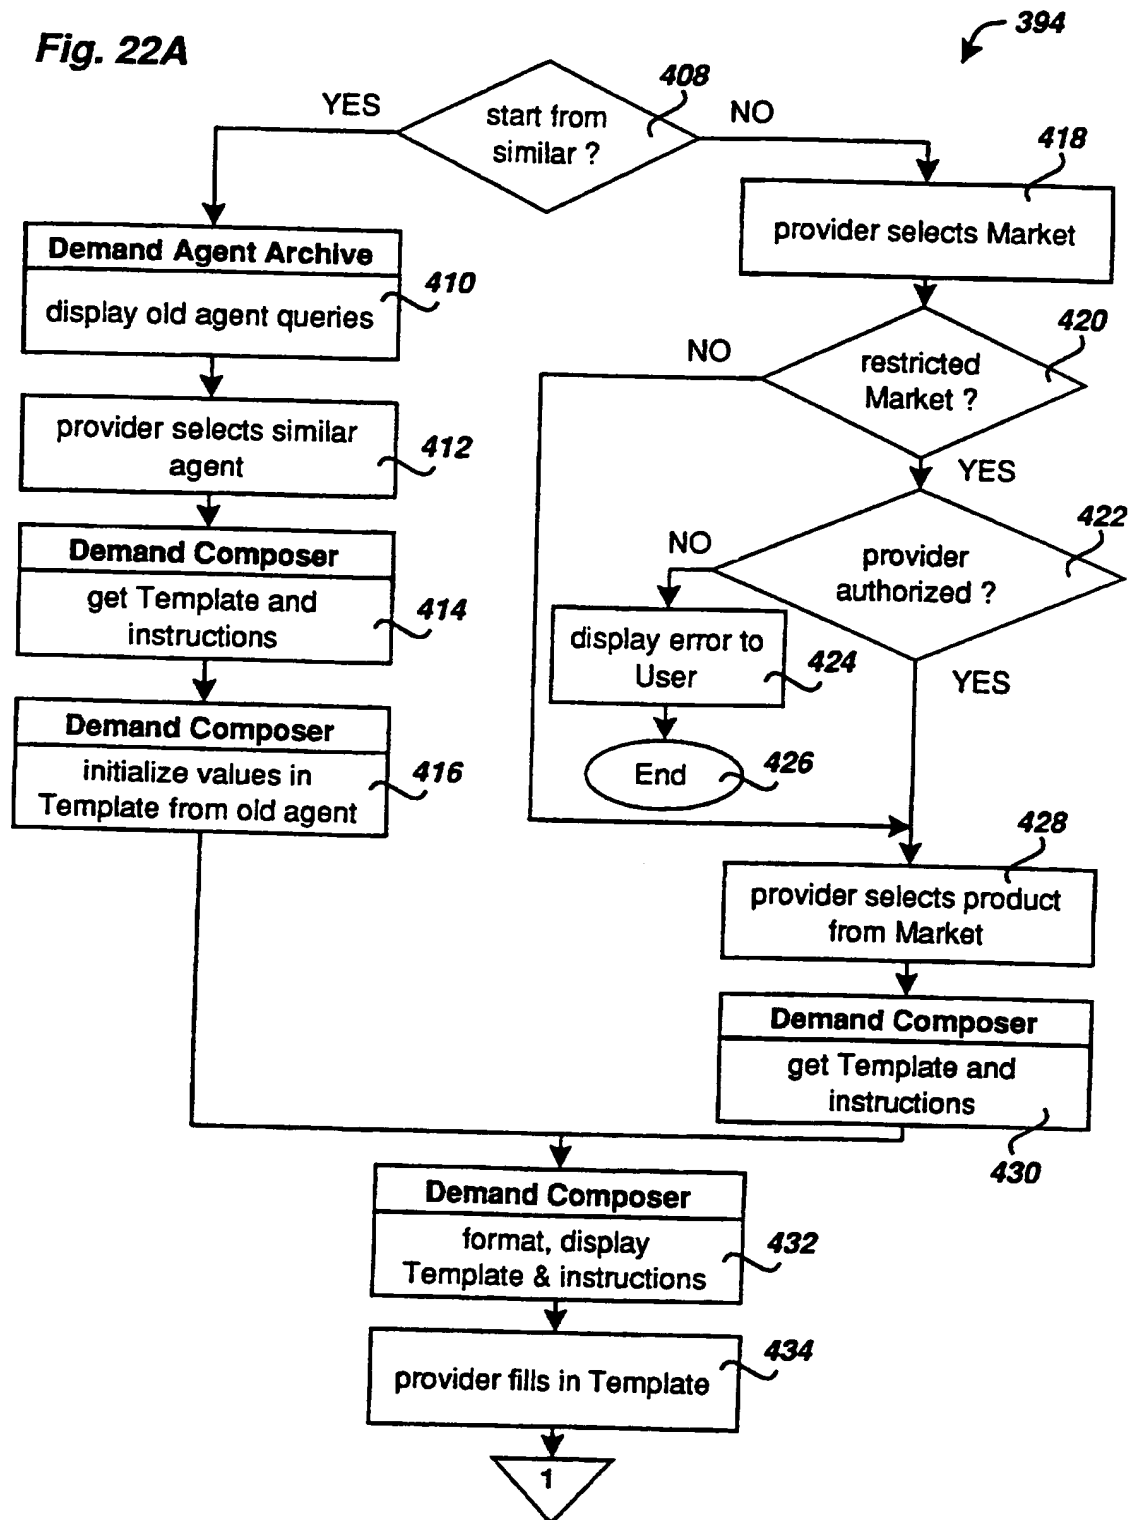 Fig. 22A
394
408
YES
start from
similar ?
NO
418
provider selects Market
Demand Agent Archive
410
display old agent queries
420
NO
restricted
Market ?
YES
provider selects similar
agent
412
422
NO
provider
authorized ?
YES
Demand Composer
get Template and
instructions
414
display error to
User
424
End
426
Demand Composer
initialize values in
Template from old agent
416
428
provider selects product
from Market
Demand Composer
get Template and
instructions
430
Demand Composer
format, display
Template & instructions
432
434
provider fills in Template
1